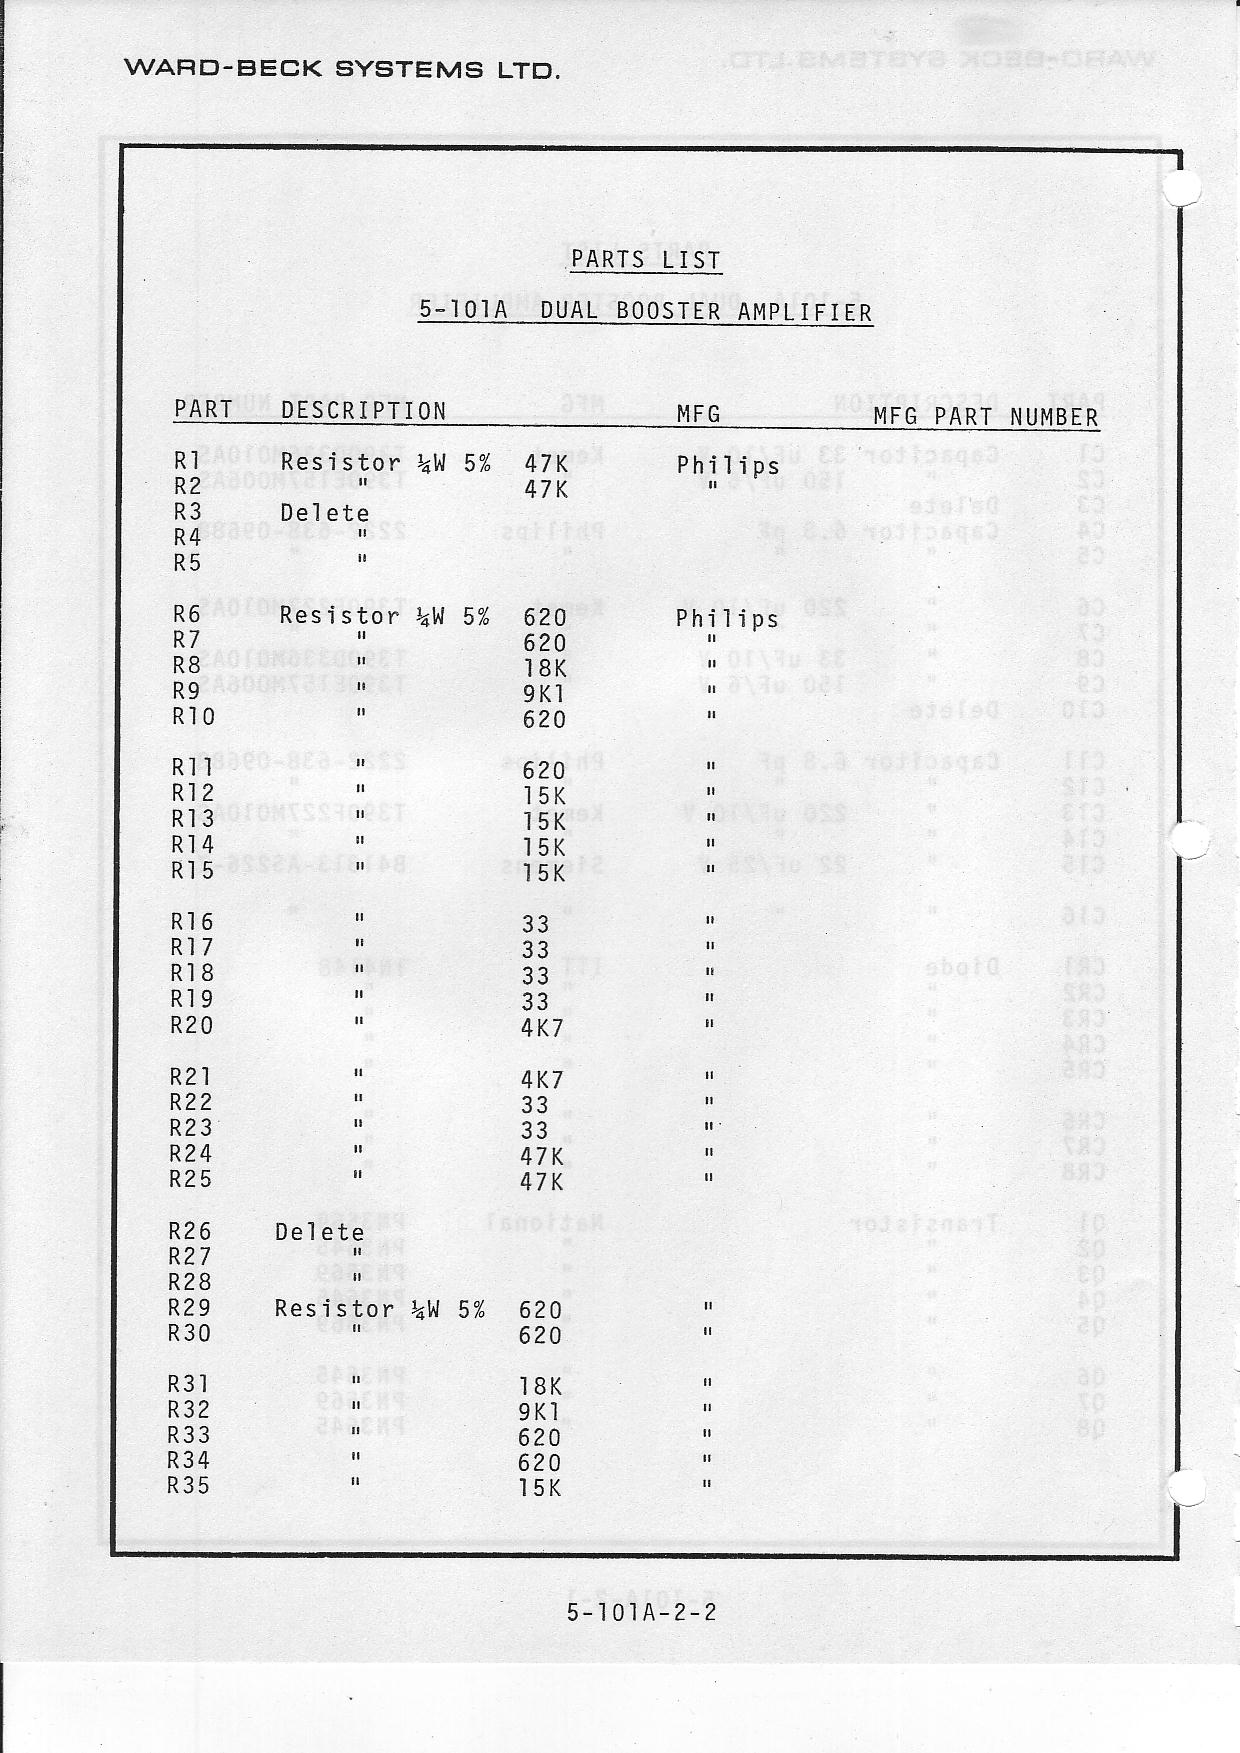 WARD-BECK SYSTEMS LTD.
PARTS LIST
5-101A DUAL BOOSTER AMPLIFIER
PART DESCRIPTION MFG MFG PART NUMBER
R1 Resistor ¼W 5% 47K Philips
R2 " 47K "
R3 Delete
R4 "
R5 "
R6 Resistor ¼W 5% 620 Philips
R7 " 620 "
R8 " 18K "
R9 " 9K1 "
R10 " 620 "
R11 " 620 "
R12 " 15K "
R13 " 15K "
R14 " 15K "
R15 " 15K "
R16 " 33 "
R17 " 33 "
R18 " 33 "
R19 " 33 "
R20 " 4K7 "
R21 " 4K7 "
R22 " 33 "
R23 " 33 "
R24 " 47K "
R25 " 47K "
R26 Delete
R27 "
R28 "
R29 Resistor ¼W 5% 620 "
R30 " 620 "
R31 " 18K "
R32 " 9K1 "
R33 " 620 "
R34 " 620 "
R35 " 15K "
5-101A-2-2